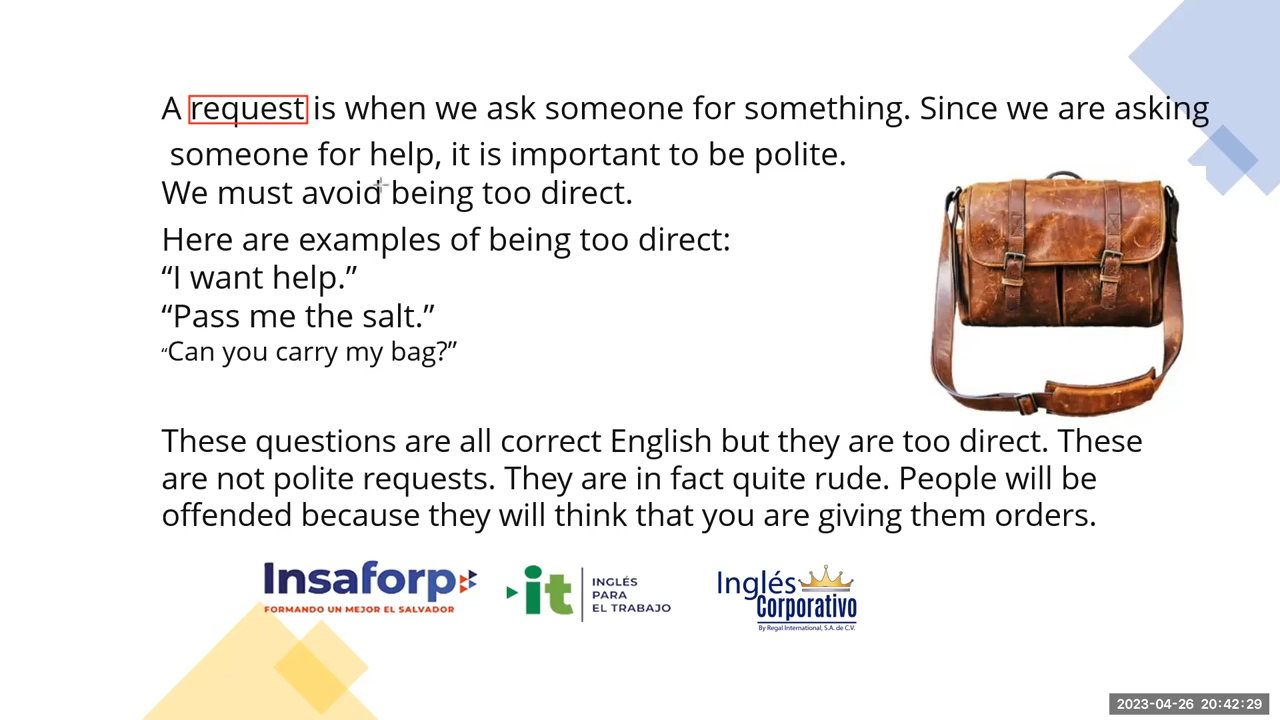 A request is when we ask someone for something. Since we are asking
someone for help, it is important to be polite.
We must avoid being too direct.
Here are examples of being too direct:
“I want help.”
“Pass me the salt.”
“Can you carry my bag?”
These questions are all correct English but they are too direct. These
are not polite requests. They are in fact quite rude. People will be
offended because they will think that you are giving them orders.
Insaforp
FORMANDO UN MEJOR EL SALVADOR
it
INGLÉS
PARA
EL TRABAJO
Inglés
Corporativo
By Regal International, S.A. de C.V.
2023-04-26 20:42:29